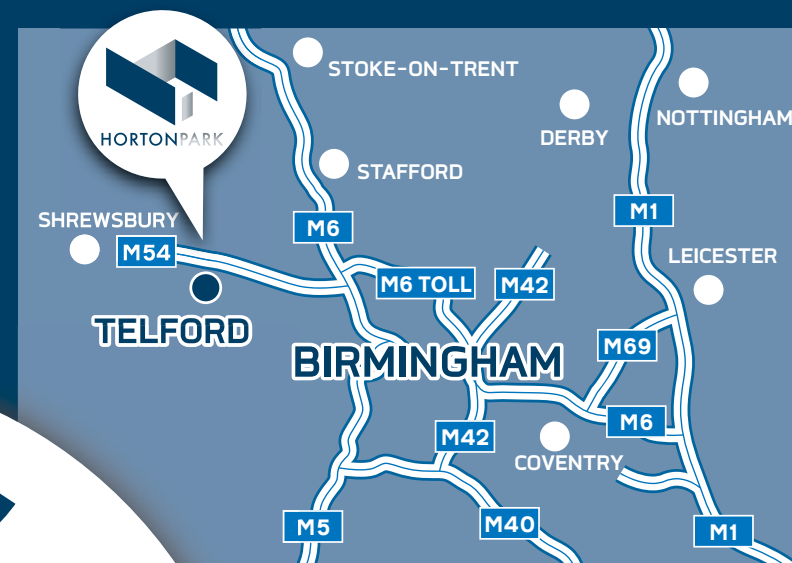 HORTONPARK
STOKE-ON-TRENT
NOTTINGHAM
DERBY
STAFFORD
SHREWSBURY
M6
M1
M54
LEICESTER
M6 TOLL
M42
TELFORD
BIRMINGHAM
M69
M6
M42
COVENTRY
M5
M40
M1